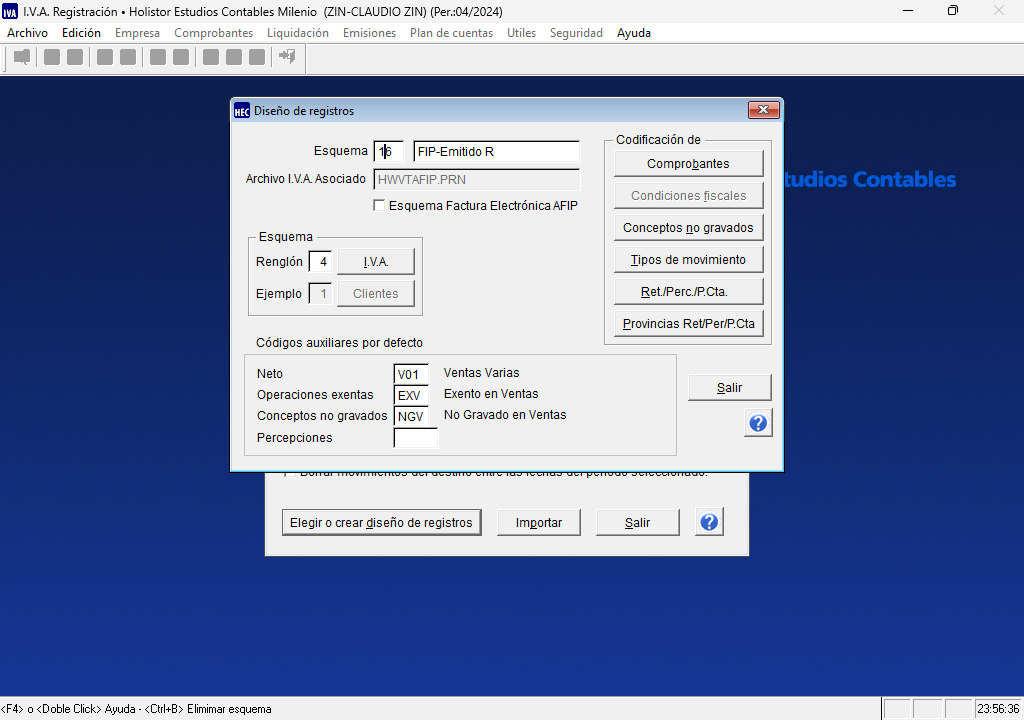 IVA I.V.A. Registración • Holistor Estudios Contables Milenio (ZIN-CLAUDIO ZIN) (Per.:04/2024)
Archivo Edición Empresa Comprobantes Liquidación Emisiones Plan de cuentas Utiles Seguridad Ayuda
HEC Diseño de registros
Esquema 16 FIP-Emitido R
Archivo I.V.A. Asociado HWVTAFIP.PRN
Esquema Factura Electrónica AFIP
Esquema
Renglón 4 I.V.A.
Ejemplo 1 Clientes
Codificación de
Comprobantes
Condiciones fiscales
Conceptos no gravados
Tipos de movimiento
Ret./Perc./P.Cta.
Provincias Ret/Per/P.Cta
tudios Contables
Códigos auxiliares por defecto
Neto V01 Ventas Varias
Operaciones exentas EXV Exento en Ventas
Conceptos no gravados NGV No Gravado en Ventas
Percepciones
Salir
?
Borrar movimientos del destino entre las fechas del período seleccionado.
Elegir o crear diseño de registros Importar Salir ?
<F4> o <Doble Click> Ayuda - <Ctrl+B> Elimimar esquema 23:56:36